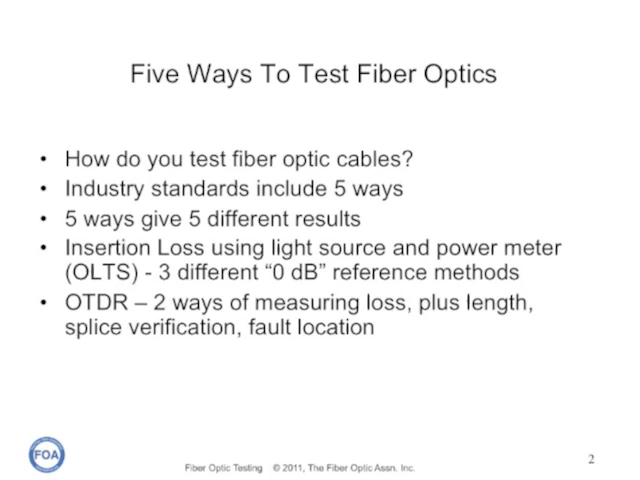 Five Ways To Test Fiber Optics
• How do you test fiber optic cables?
• Industry standards include 5 ways
• 5 ways give 5 different results
• Insertion Loss using light source and power meter
(OLTS) - 3 different “0 dB” reference methods
• OTDR – 2 ways of measuring loss, plus length,
splice verification, fault location
FOA
Fiber Optic Testing © 2011, The Fiber Optic Assn. Inc.
2